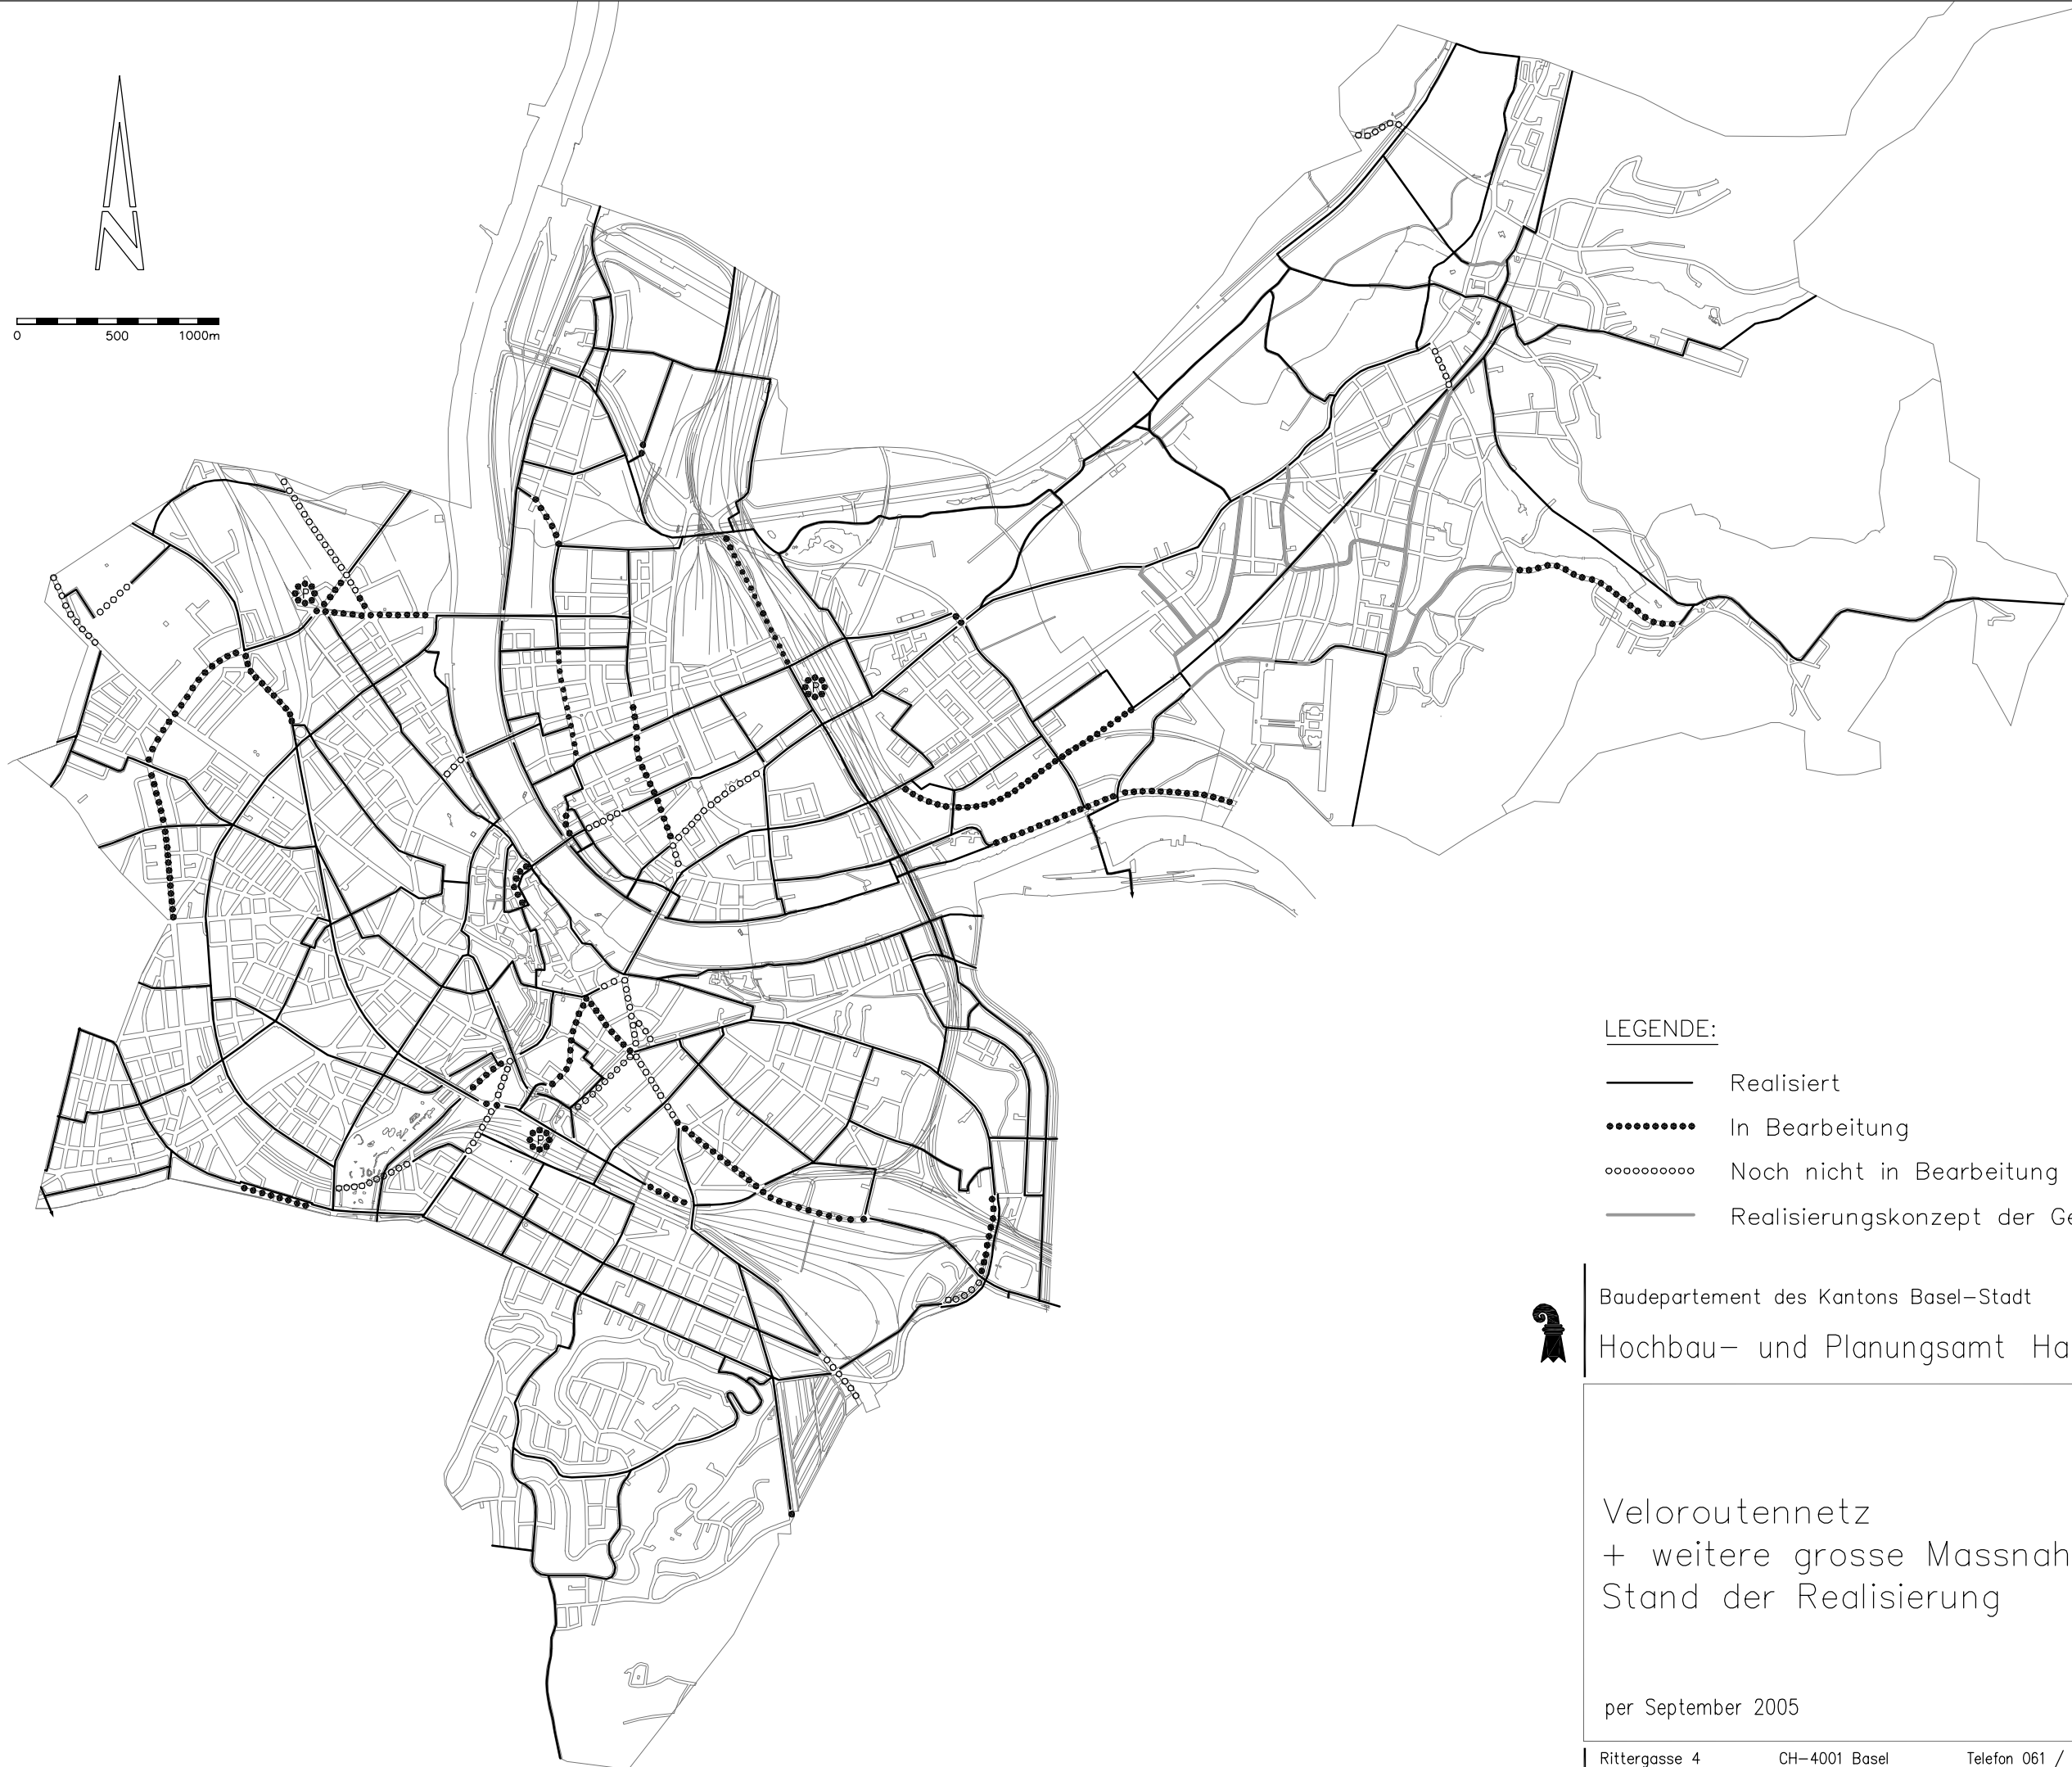 N
0 500 1000m
P
P
P
LEGENDE:
Realisiert
In Bearbeitung
Noch nicht in Bearbeitung
Realisierungskonzept der Ge
Baudepartement des Kantons Basel-Stadt
Hochbau- und Planungsamt Ha
Veloroutennetz
+ weitere grosse Massnah
Stand der Realisierung
per September 2005
Rittergasse 4 CH-4001 Basel Telefon 061 /